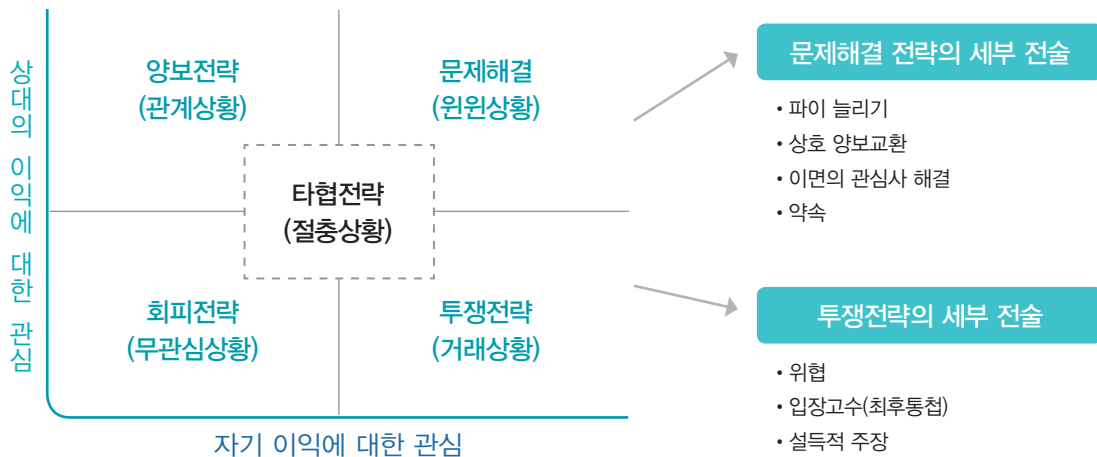 상대의 이익에 대한 관심
양보전략
(관계상황)
문제해결
(윈윈상황)
타협전략
(절충상황)
회피전략
(무관심상황)
투쟁전략
(거래상황)
자기 이익에 대한 관심
문제해결 전략의 세부 전술
• 파이 늘리기
• 상호 양보교환
• 이면의 관심사 해결
• 약속
투쟁전략의 세부 전술
• 위협
• 입장고수(최후통첩)
• 설득적 주장